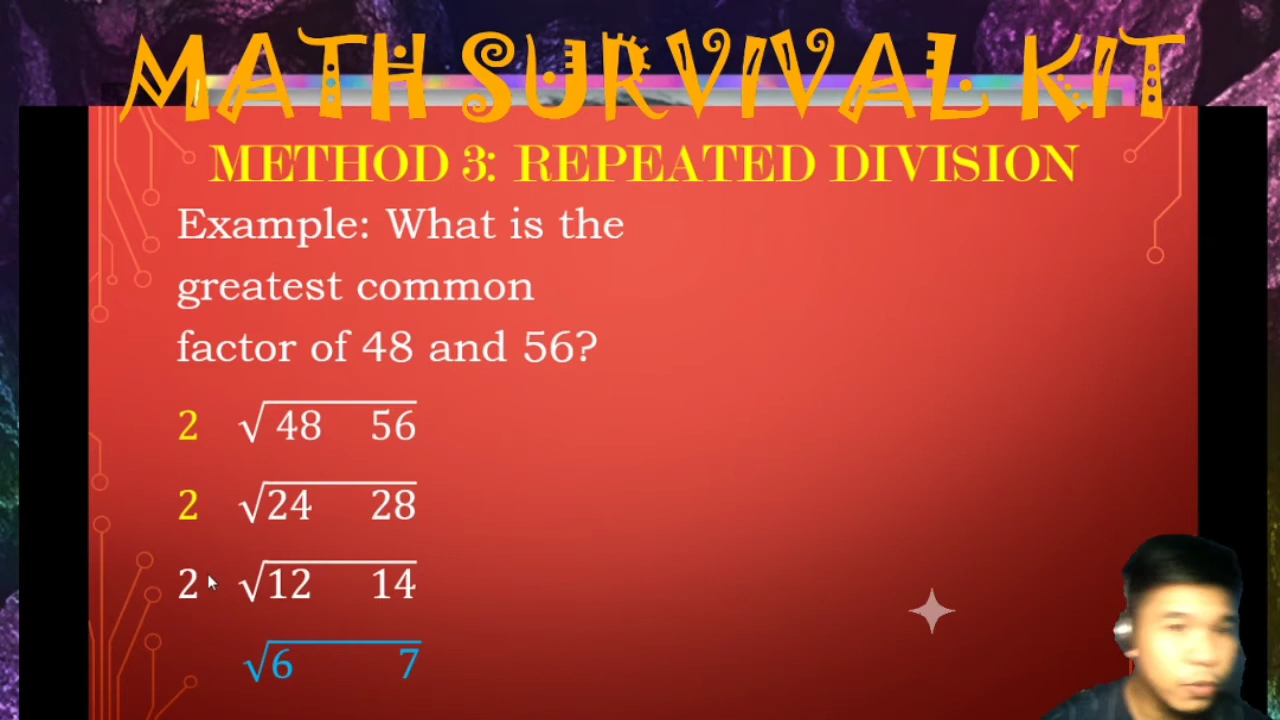 MATH SURVIVAL KIT
METHOD 3: REPEATED DIVISION
Example: What is the
greatest common
factor of 48 and 56?
2 √48 56
2 √24 28
2 √12 14
√6 7